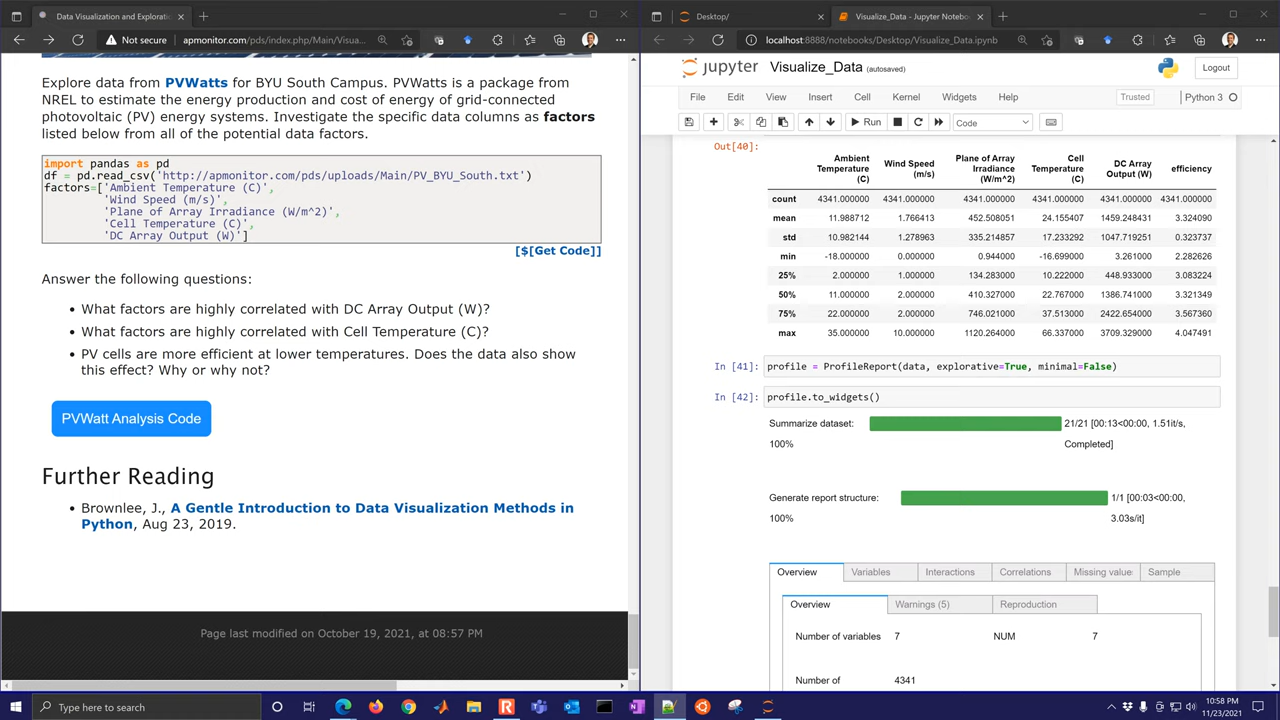 Data Visualization and Explorati
Not secure
apmonitor.com/pds/index.php/Main/Visua...
Explore data from PVWatts for BYU South Campus. PVWatts is a package from
NREL to estimate the energy production and cost of energy of grid-connected
photovoltaic (PV) energy systems. Investigate the specific data columns as factors
listed below from all of the potential data factors.
import pandas as pd
df = pd.read_csv('http://apmonitor.com/pds/uploads/Main/PV_BYU_South.txt')
factors=['Ambient Temperature (C)',
'Wind Speed (m/s)',
'Plane of Array Irradiance (W/m^2)',
'Cell Temperature (C)',
'DC Array Output (W)']
[$[Get Code]]
Answer the following questions:
• What factors are highly correlated with DC Array Output (W)?
• What factors are highly correlated with Cell Temperature (C)?
• PV cells are more efficient at lower temperatures. Does the data also show
this effect? Why or why not?
PVWatt Analysis Code
Further Reading
• Brownlee, J., A Gentle Introduction to Data Visualization Methods in
Python, Aug 23, 2019.
Page last modified on October 19, 2021, at 08:57 PM
Desktop/
Visualize_Data - Jupyter Notebo
localhost:8888/notebooks/Desktop/Visualize_Data.ipynb
jupyter Visualize_Data (autosaved)
Logout
File Edit View Insert Cell Kernel Widgets Help
Trusted
Python 3
Run
Code
Out[40]:
Ambient Temperature (C) Wind Speed (m/s) Plane of Array Irradiance (W/m^2) Cell Temperature (C) DC Array Output (W) efficiency
count 4341.000000 4341.000000 4341.000000 4341.000000 4341.000000 4341.000000
mean 11.988712 1.766413 452.508051 24.155407 1459.248431 3.324090
std 10.982144 1.278963 335.214857 17.233292 1047.719251 0.323737
min -18.000000 0.000000 0.944000 -16.699000 3.261000 2.282626
25% 2.000000 1.000000 134.283000 10.222000 448.933000 3.083224
50% 11.000000 2.000000 410.327000 22.767000 1386.741000 3.321349
75% 22.000000 2.000000 746.021000 37.513000 2422.654000 3.567360
max 35.000000 10.000000 1120.264000 66.337000 3709.329000 4.047491
In [41]: profile = ProfileReport(data, explorative=True, minimal=False)
In [42]: profile.to_widgets()
Summarize dataset: 21/21 [00:13<00:00, 1.51it/s,
100% Completed]
Generate report structure: 1/1 [00:03<00:00,
100% 3.03s/it]
Overview Variables Interactions Correlations Missing value Sample
Overview Warnings (5) Reproduction
Number of variables 7 NUM 7
Number of 4341
Type here to search
10:58 PM
11/23/2021